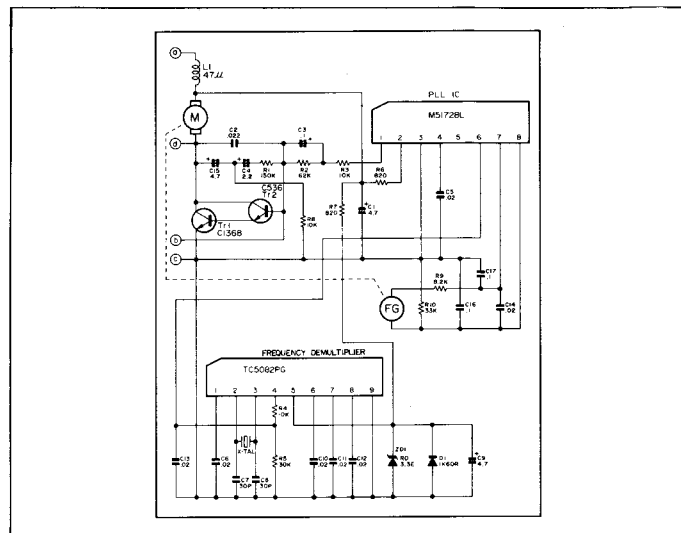 a
L1
47μ
PLL IC
M51728L
M
1 2 3 4 5 6 7 8
d
C2
.022
C3
C15
4.7
C4
2.2
R1
150K
R2
62K
R3
10K
R6
820
C536
Tr2
Tr1
C1368
R8
10K
R7
820
C1
4.7
C5
.02
b
c
R9
8.2K
C17
.1
FG
R10
33K
C16
.1
C14
.02
FREQUENCY DEMULTIPLIER
TC5082PG
1 2 3 4 5 6 7 8 9
R4
10K
X-TAL
C13
.02
C6
.02
C7
30P
C8
30P
R5
30K
C10
.02
C11
.02
C12
.02
ZD1
RD
3.3E
D1
1K60R
C9
4.7